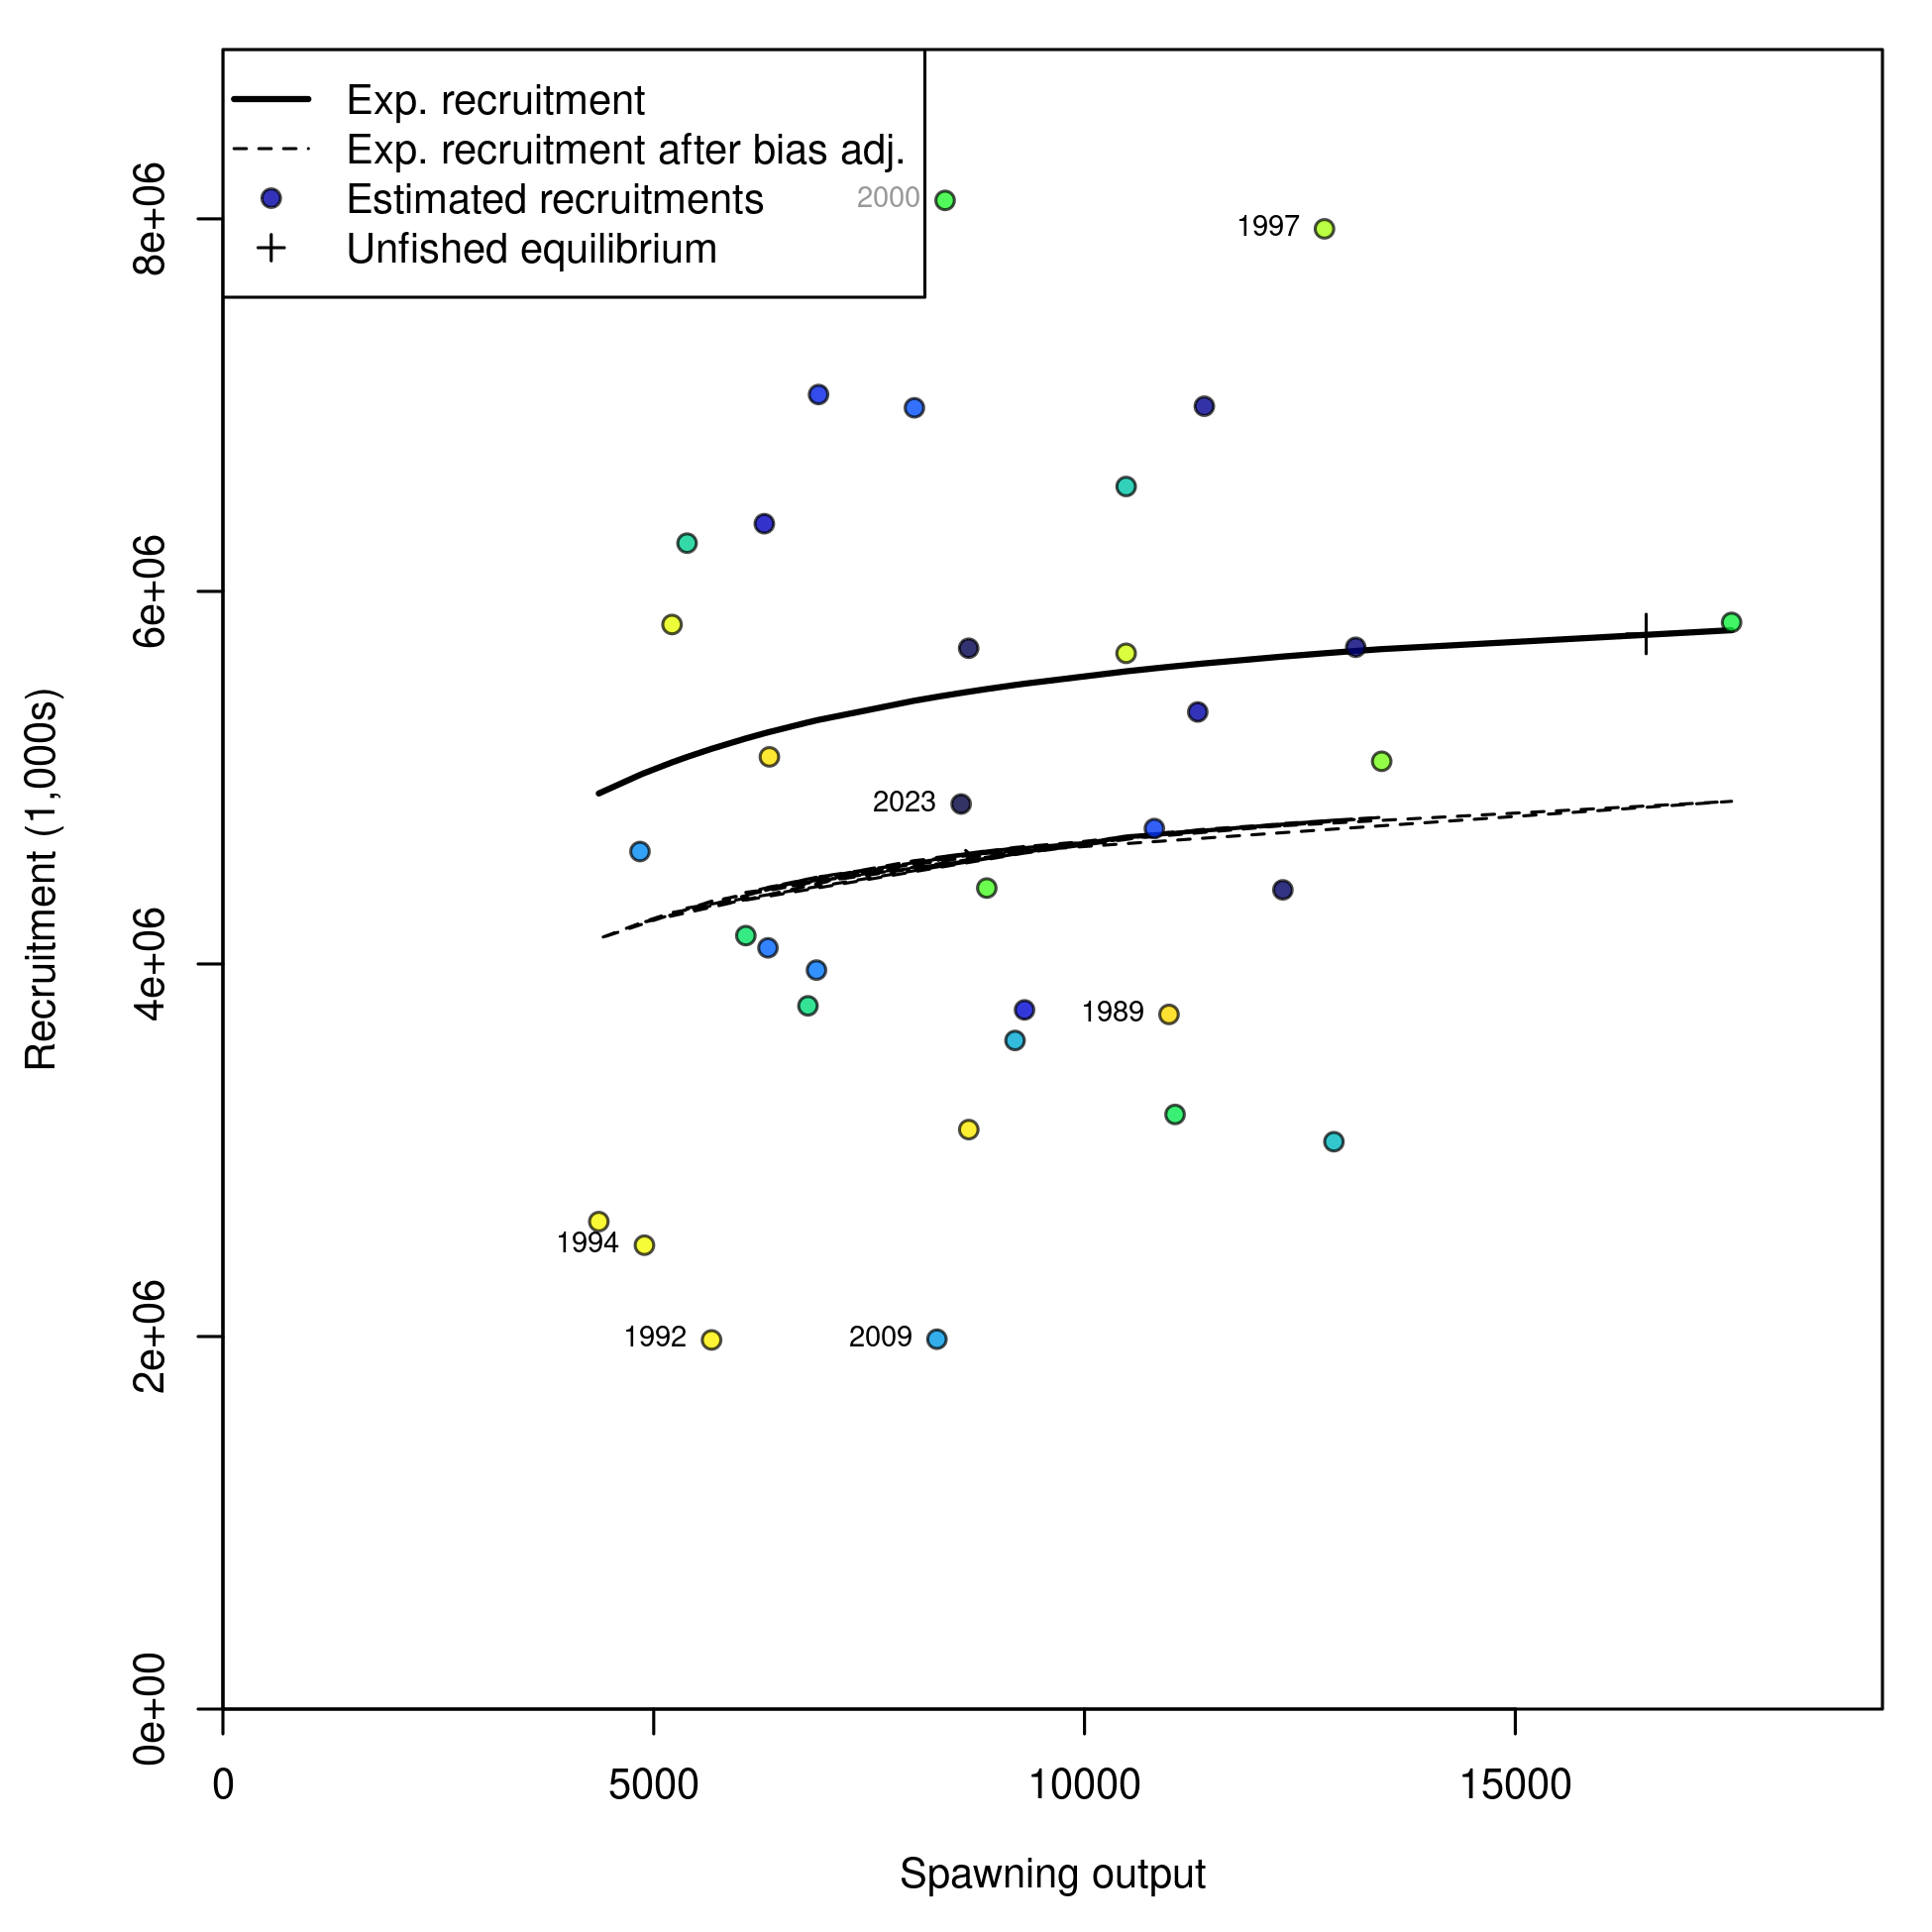 Exp. recruitment
Exp. recruitment after bias adj.
Estimated recruitments
Unfished equilibrium
2000
1997
2023
1989
1994
1992
2009
8e+06
6e+06
4e+06
2e+06
0e+00
Recruitment (1,000s)
0
5000
10000
15000
Spawning output